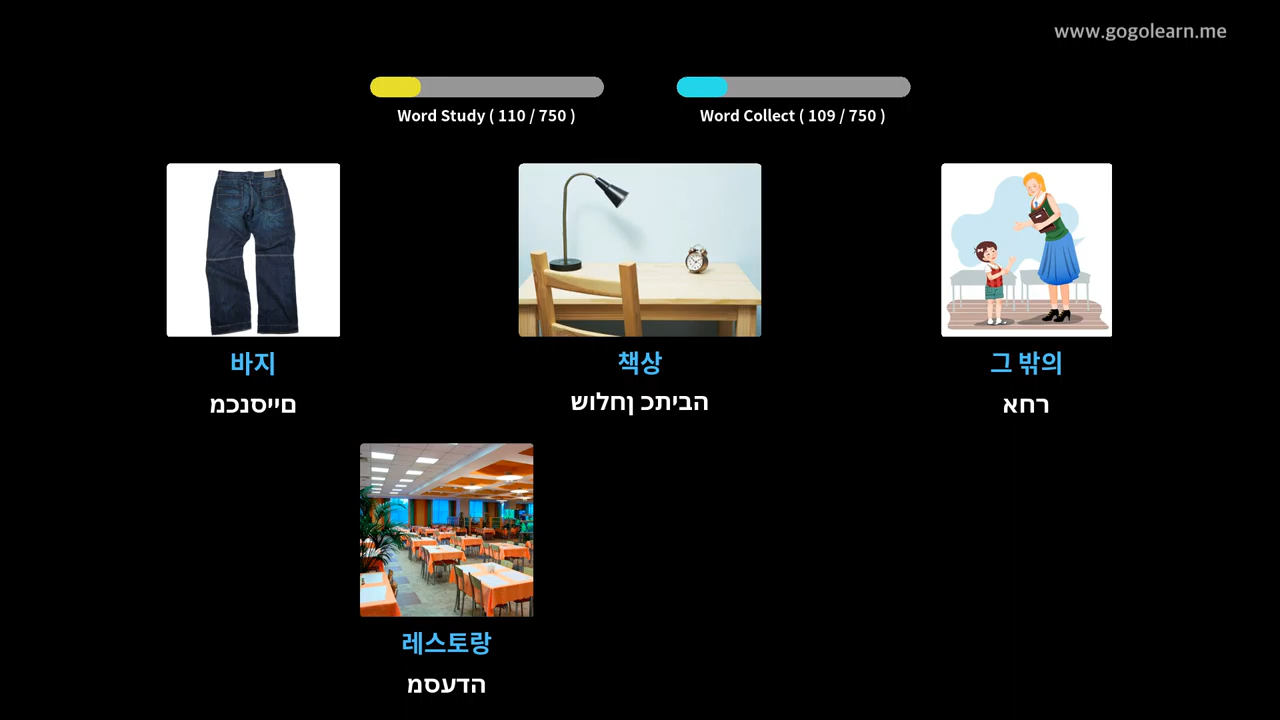 www.gogolearn.me
Word Study ( 110 / 750 )
Word Collect ( 109 / 750 )
바지
םייסנכמ
책상
הביתכ ןחלוש
그 밖의
רחא
레스토랑
הדעסמ